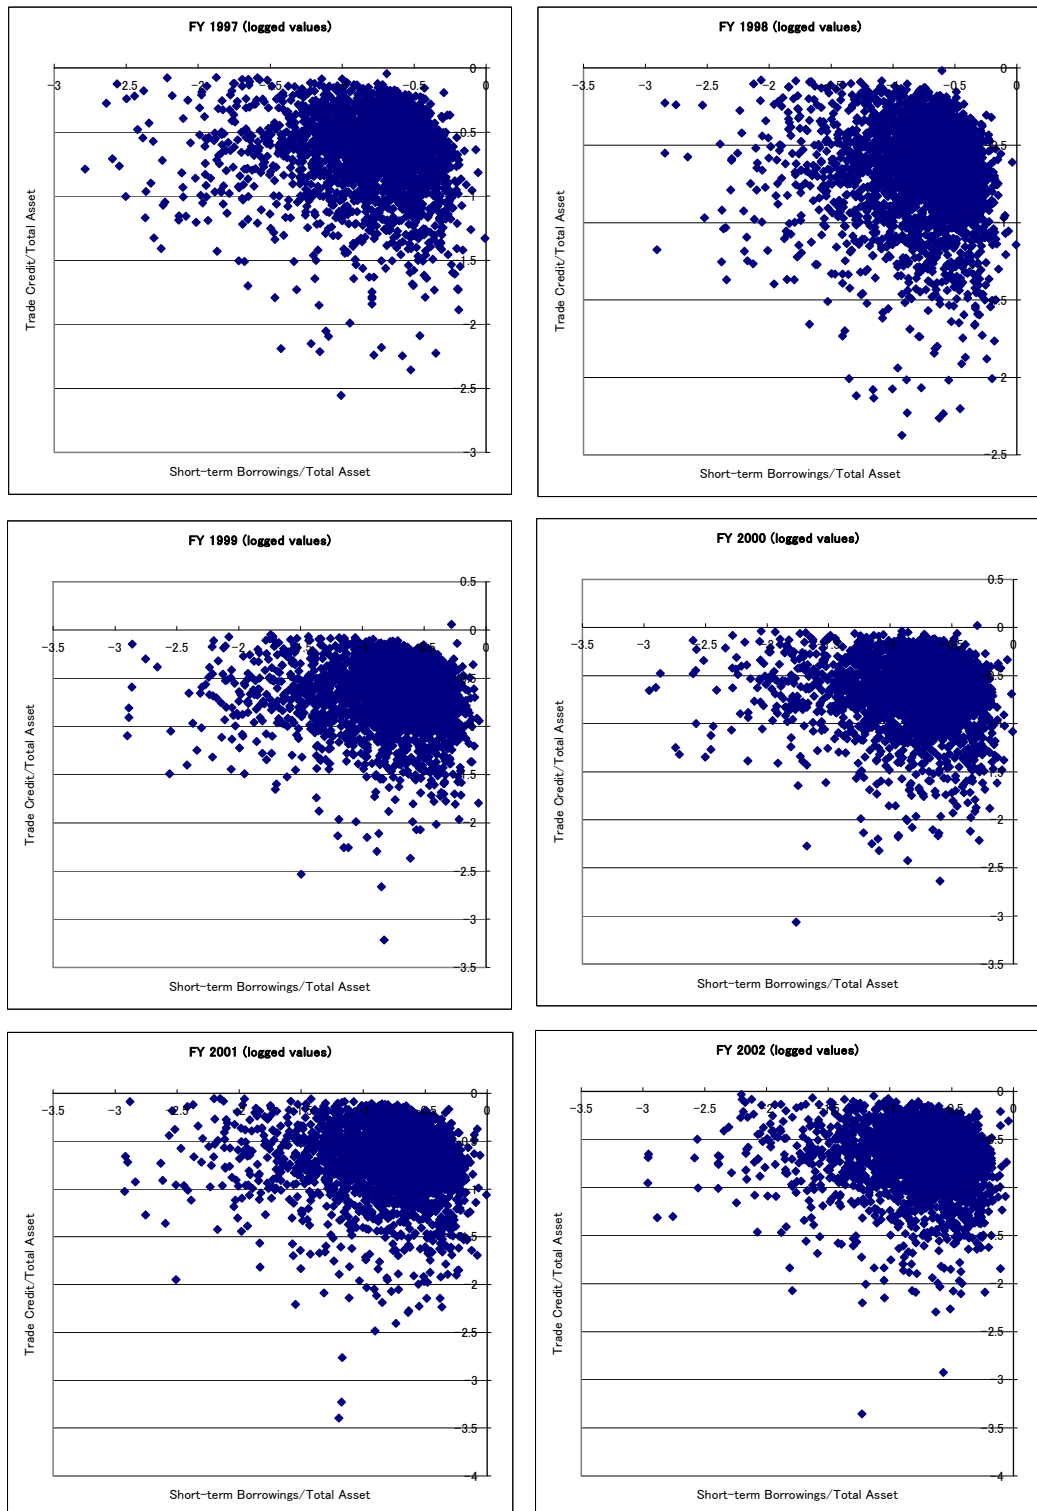 FY 1997 (logged values)
0
-3 -2.5 -2 -1.5 -1 -0.5 0
-0.5
-1
-1.5
-2
-2.5
-3
Trade Credit/Total Asset
Short-term Borrowings/Total Asset
FY 1998 (logged values)
0
-3 -2.5 -2 -1.5 -1 -0.5 0
-0.5
-1
-1.5
-2
-2.5
Trade Credit/Total Asset
Short-term Borrowings/Total Asset
FY 1999 (logged values)
0.5
0
-3.5 -3 -2.5 -2 -1.5 -1 -0.5 0
-0.5
-1
-1.5
-2
-2.5
-3
-3.5
Trade Credit/Total Asset
Short-term Borrowings/Total Asset
FY 2000 (logged values)
0.5
0
-3.5 -3 -2.5 -2 -1.5 -1 -0.5 0
-0.5
-1
-1.5
-2
-2.5
-3
-3.5
Trade Credit/Total Asset
Short-term Borrowings/Total Asset
FY 2001 (logged values)
0
-3.5 -3 -2.5 -2 -1.5 -1 -0.5 0
-0.5
-1
-1.5
-2
-2.5
-3
-3.5
-4
Trade Credit/Total Asset
Short-term Borrowings/Total Asset
FY 2002 (logged values)
0
-3.5 -3 -2.5 -2 -1.5 -1 -0.5 0
-0.5
-1
-1.5
-2
-2.5
-3
-3.5
-4
Trade Credit/Total Asset
Short-term Borrowings/Total Asset